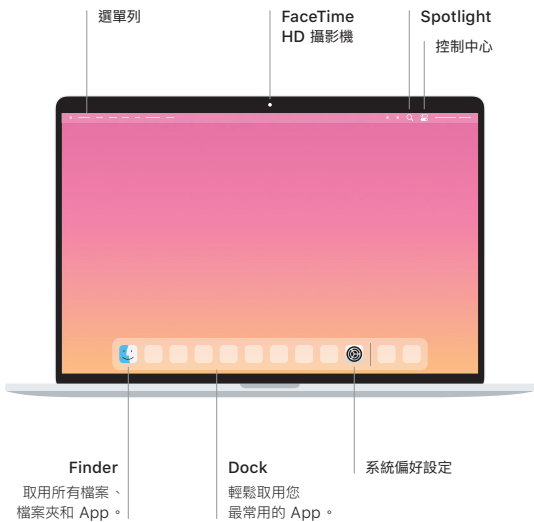 選單列
FaceTime
HD 攝影機
Spotlight
控制中心
Finder
取用所有檔案、
檔案夾和 App。
Dock
輕鬆取用您
最常用的 App。
系統偏好設定